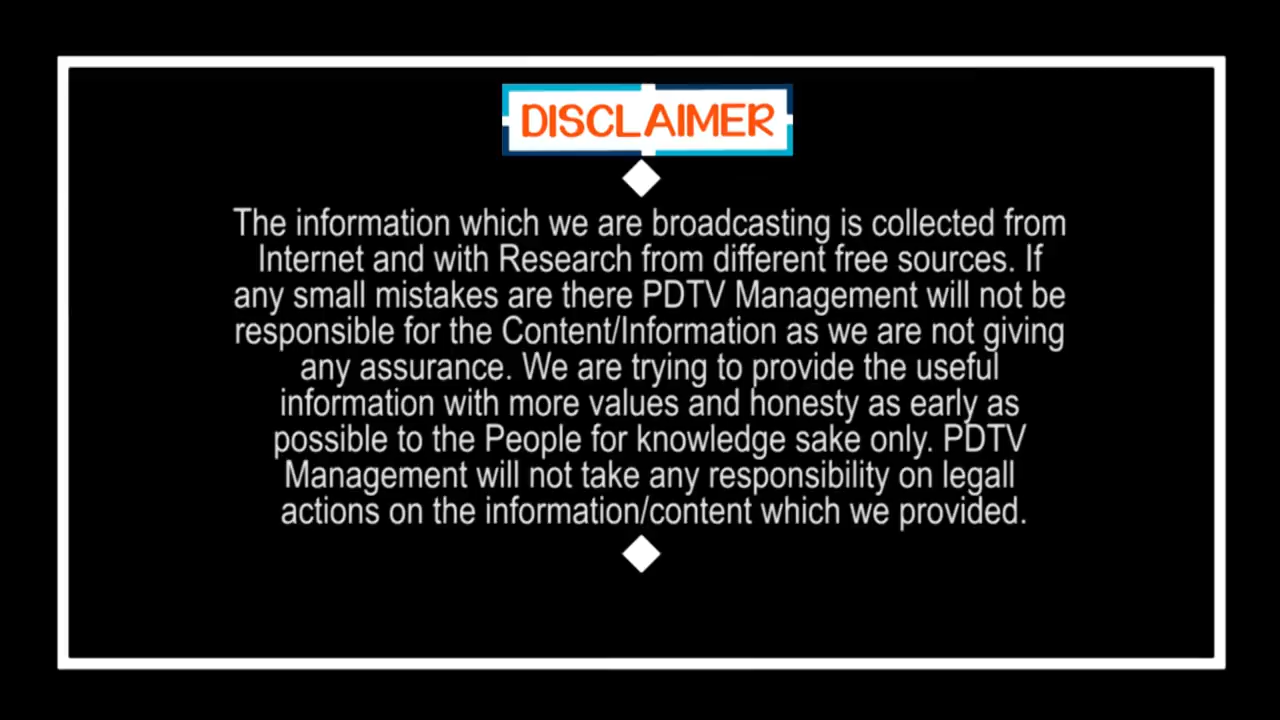 DISCLAIMER
The information which we are broadcasting is collected from
Internet and with Research from different free sources. If
any small mistakes are there PDTV Management will not be
responsible for the Content/Information as we are not giving
any assurance. We are trying to provide the useful
information with more values and honesty as early as
possible to the People for knowledge sake only. PDTV
Management will not take any responsibility on legall
actions on the information/content which we provided.